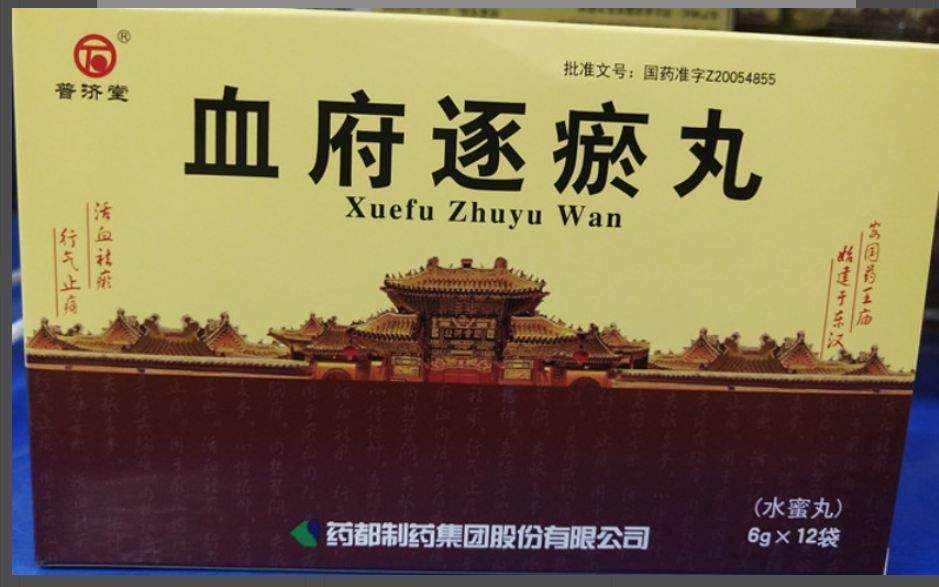 普济堂
®
批准文号：国药准字Z20054855
血府逐瘀丸
Xuefu Zhuyu Wan
活血祛瘀
行气止痛
安国药王庙
始建于东汉
药都制药集团股份有限公司
(水蜜丸)
6g×12袋